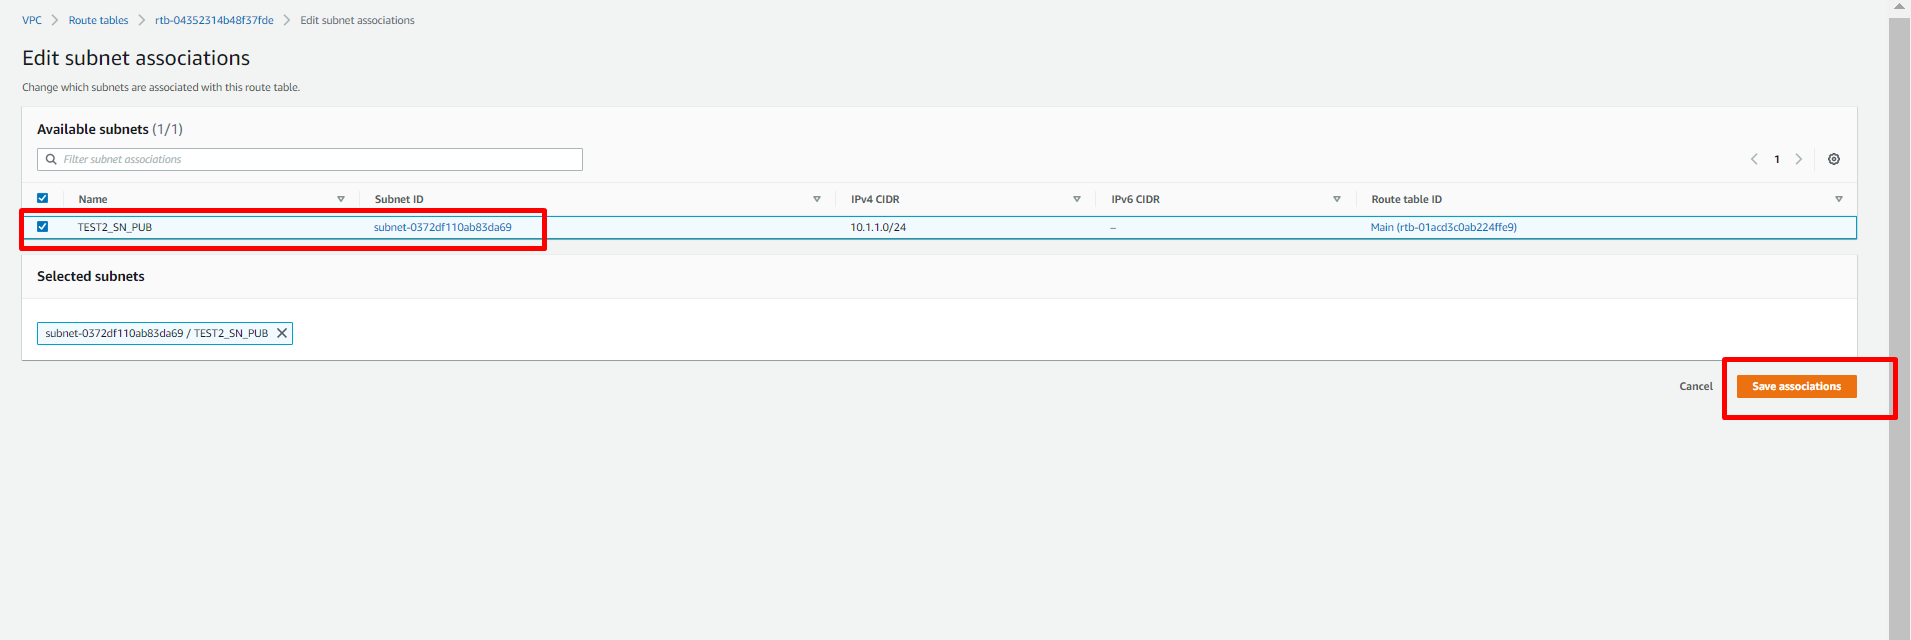 VPC > Route tables > rtb-04352314b48f37fde > Edit subnet associations
Edit subnet associations
Change which subnets are associated with this route table.
Available subnets (1/1)
Filter subnet associations
1
Name Subnet ID IPv4 CIDR IPv6 CIDR Route table ID
TEST2_SN_PUB subnet-0372df110ab83da69 10.1.1.0/24 – Main (rtb-01acd3c0ab224ffe9)
Selected subnets
subnet-0372df110ab83da69 / TEST2_SN_PUB
Cancel Save associations